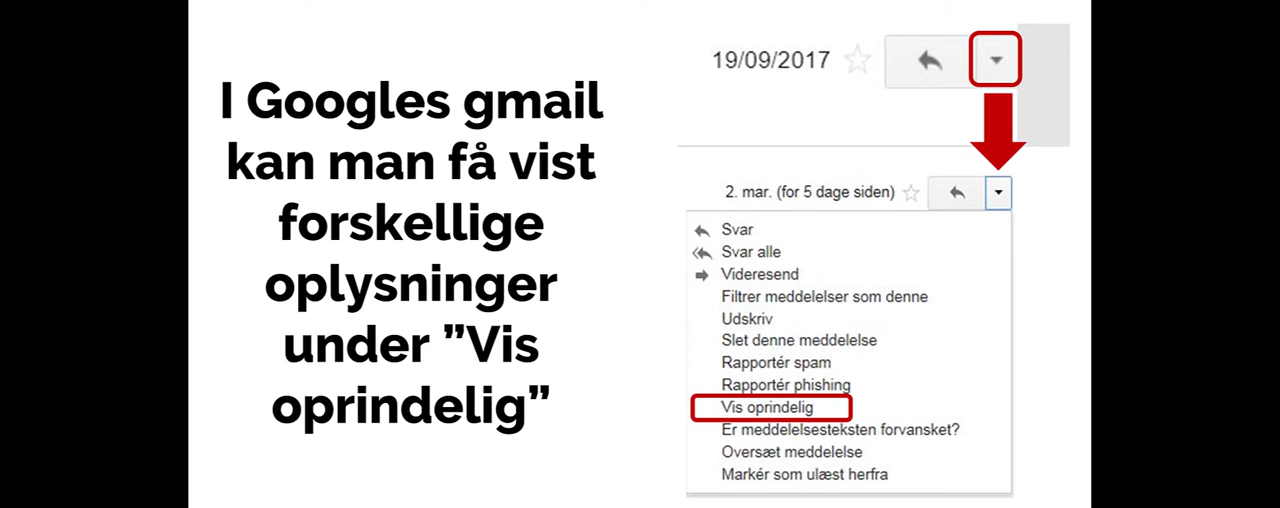 I Googles gmail
kan man få vist
forskellige
oplysninger
under ”Vis
oprindelig”
19/09/2017
2. mar. (for 5 dage siden)
Svar
Svar alle
Videresend
Filtrer meddelelser som denne
Udskriv
Slet denne meddelelse
Rapportér spam
Rapportér phishing
Vis oprindelig
Er meddelelsesteksten forvansket?
Oversæt meddelelse
Markér som ulæst herfra